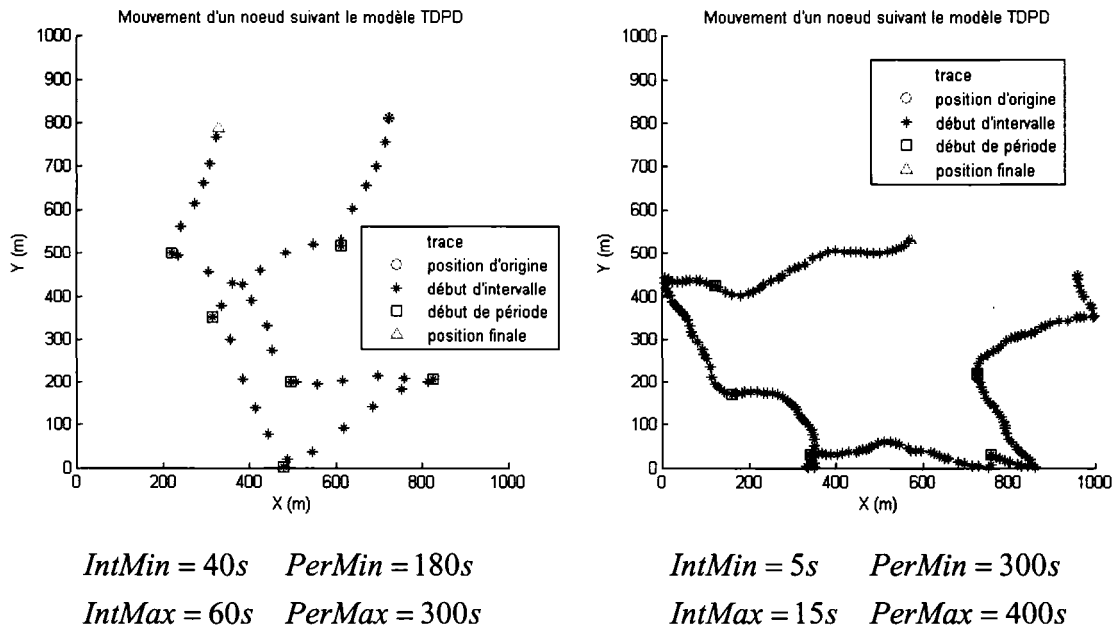 Mouvement d'un noeud suivant le modèle TDPD
1000
900
800
700
600
500
400
300
200
100
0
Y (m)
0
200
400
600
800
1000
X (m)
trace
position d'origine
début d'intervalle
début de période
position finale
IntMin = 40s PerMin = 180s
IntMax = 60s PerMax = 300s
Mouvement d'un noeud suivant le modèle TDPD
1000
900
800
700
600
500
400
300
200
100
0
Y (m)
0
200
400
600
800
1000
X (m)
trace
position d'origine
début d'intervalle
début de période
position finale
IntMin = 5s PerMin = 300s
IntMax = 15s PerMax = 400s